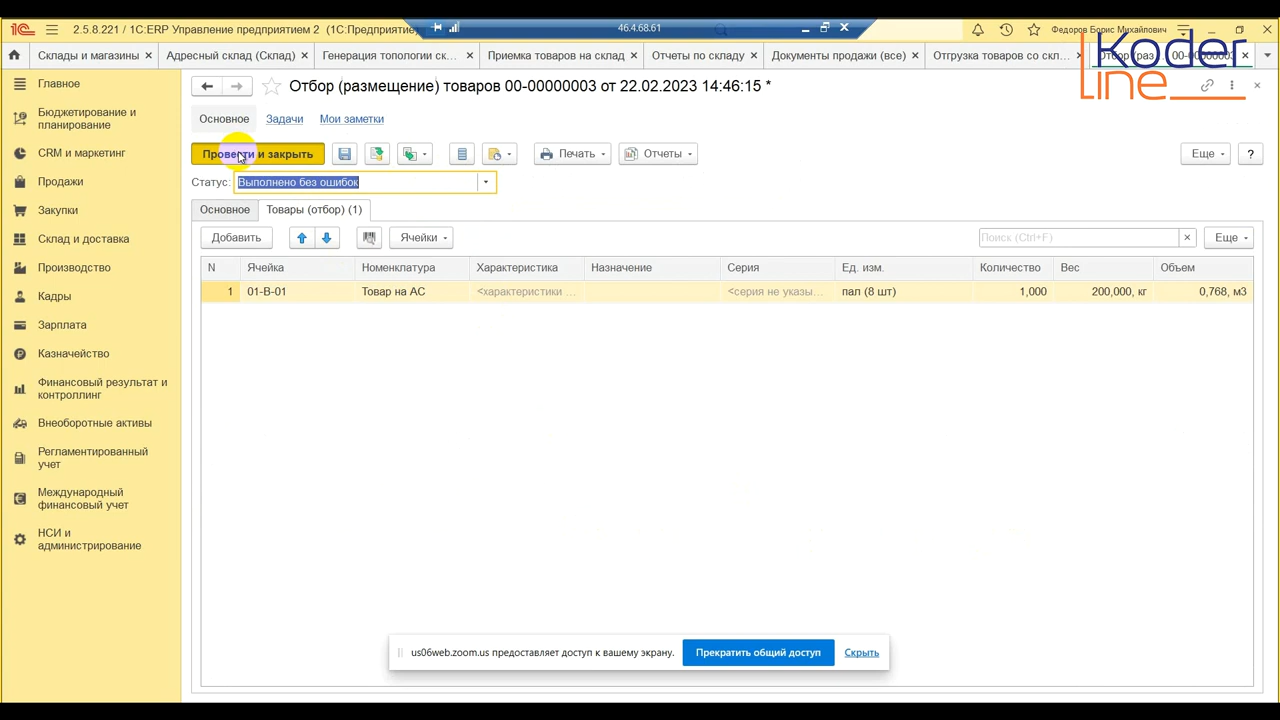 2.5.8.221 / 1С:ERP Управление предприятием 2 (1С:Предприятие
46.4.68.61
Федоров Борис Михайлович
Koder
line
Склады и магазины
Адресный склад (Склад)
Приемка товаров на склад
Отчеты по складу
Документы продажи (все)
Отгрузка товаров со скл...
Главное
Бюджетирование и
планирование
CRM и маркетинг
Продажи
Закупки
Склад и доставка
Производство
Кадры
Зарплата
Казначейство
Финансовый результат и
контроллинг
Внеоборотные активы
Регламентированный
учет
Международный
финансовый учет
НСИ и
администрирование
Отбор (размещение) товаров 00-00000003 от 22.02.2023 14:46:15 *
Основное
Задачи
Мои заметки
Провести и закрыть
Печать
Отчеты
Еще
?
Статус:
Выполнено без ошибок
Основное
Товары (отбор) (1)
Добавить
Ячейки
Поиск (Ctrl+F)
Еще
N
Ячейка
Номенклатура
Характеристика
Назначение
Серия
Ед. изм.
Количество
Вес
Объем
1
01-В-01
Товар на АС
<характеристики ...
<серия не указы...
пал (8 шт)
1,000
200,000, кг
0,768, м3
us06web.zoom.us предоставляет доступ к вашему экрану.
Прекратить общий доступ
Скрыть